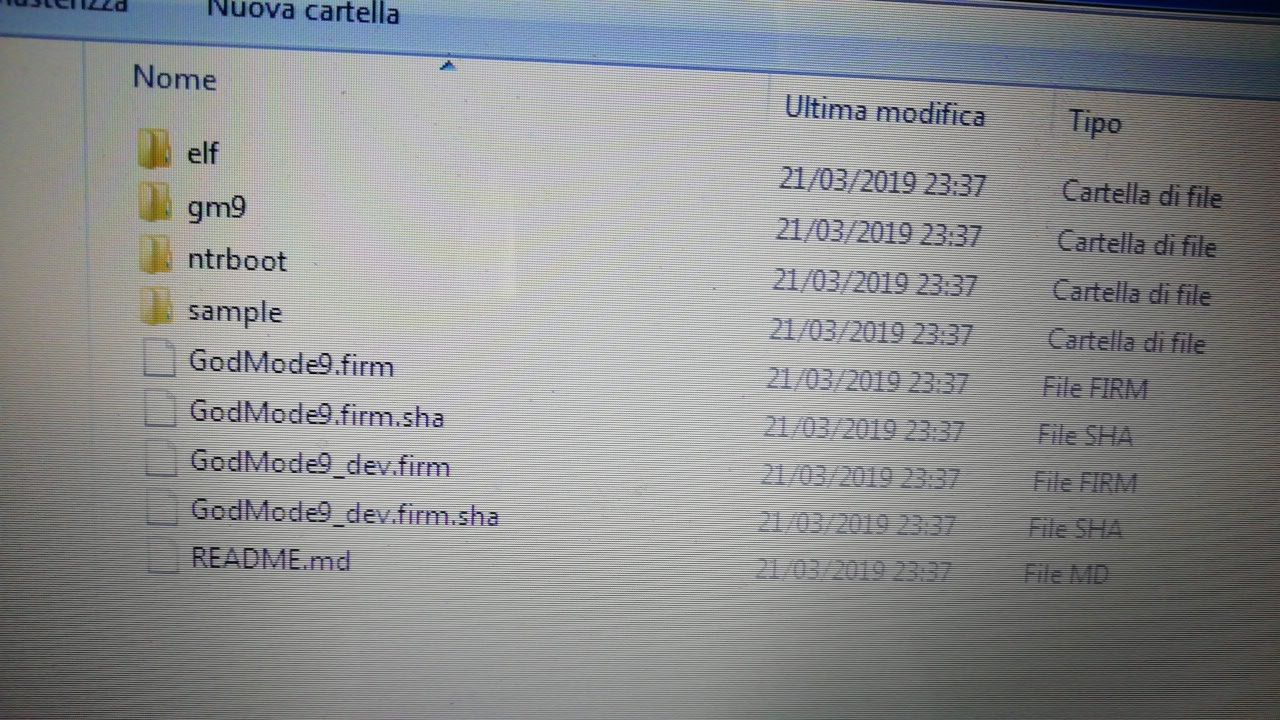 Nuova cartella
Nome Ultima modifica Tipo
elf 21/03/2019 23:37 Cartella di file
gm9 21/03/2019 23:37 Cartella di file
ntrboot 21/03/2019 23:37 Cartella di file
sample 21/03/2019 23:37 Cartella di file
GodMode9.firm 21/03/2019 23:37 File FIRM
GodMode9.firm.sha 21/03/2019 23:37 File SHA
GodMode9_dev.firm 21/03/2019 23:37 File FIRM
GodMode9_dev.firm.sha 21/03/2019 23:37 File SHA
README.md 21/03/2019 23:37 File MD